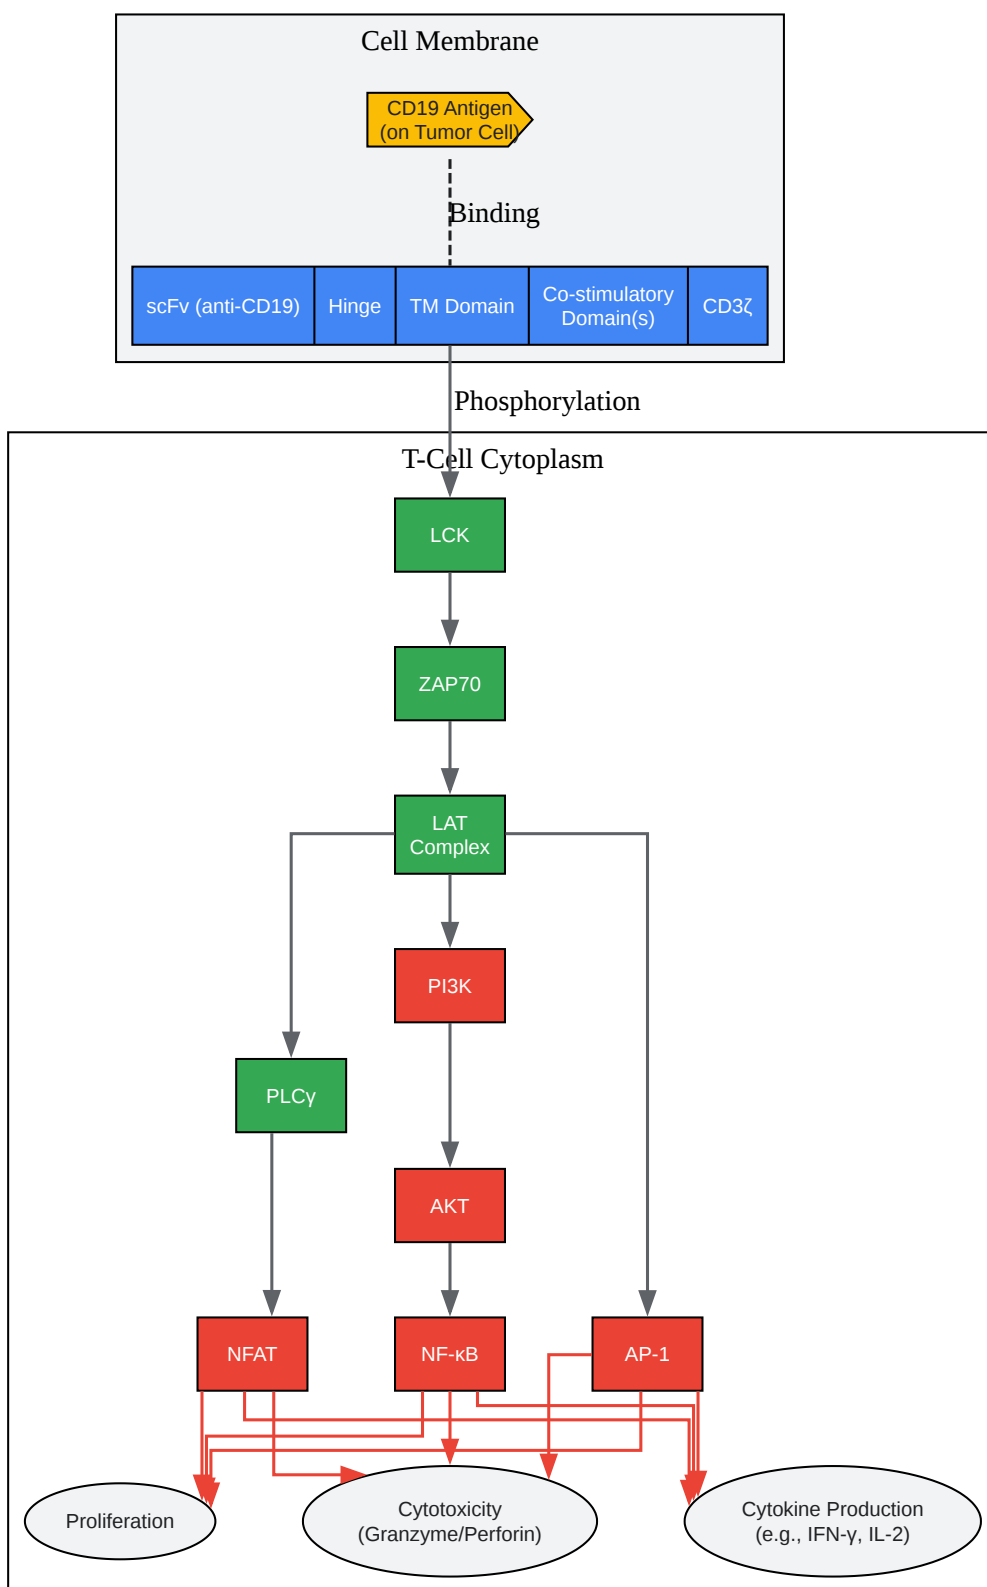 Cell Membrane
CD19 Antigen
(on Tumor Cell)
Binding
scFv (anti-CD19)
Hinge
TM Domain
Co-stimulatory
Domain(s)
CD3ζ
Phosphorylation
T-Cell Cytoplasm
LCK
ZAP70
LAT
Complex
PI3K
PLCγ
AKT
NFAT
NF-κB
AP-1
Proliferation
Cytotoxicity
(Granzyme/Perforin)
Cytokine Production
(e.g., IFN-γ, IL-2)